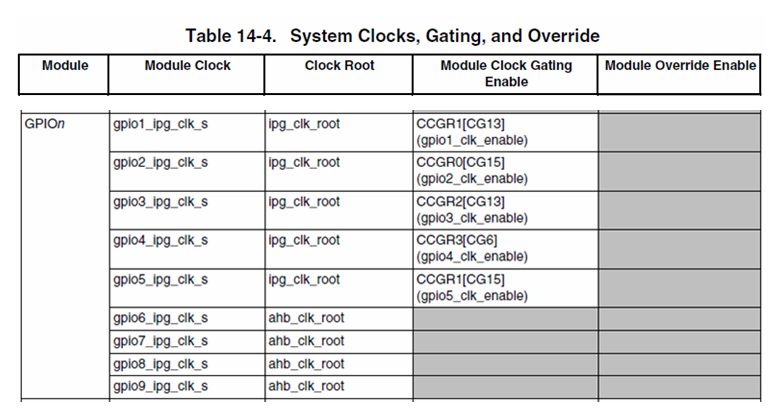 Table 14-4. System Clocks, Gating, and Override
Module Module Clock Clock Root Module Clock Gating Enable Module Override Enable
GPIOn gpio1_ipg_clk_s ipg_clk_root CCGR1[CG13]
(gpio1_clk_enable)
gpio2_ipg_clk_s ipg_clk_root CCGR0[CG15]
(gpio2_clk_enable)
gpio3_ipg_clk_s ipg_clk_root CCGR2[CG13]
(gpio3_clk_enable)
gpio4_ipg_clk_s ipg_clk_root CCGR3[CG6]
(gpio4_clk_enable)
gpio5_ipg_clk_s ipg_clk_root CCGR1[CG15]
(gpio5_clk_enable)
gpio6_ipg_clk_s ahb_clk_root
gpio7_ipg_clk_s ahb_clk_root
gpio8_ipg_clk_s ahb_clk_root
gpio9_ipg_clk_s ahb_clk_root